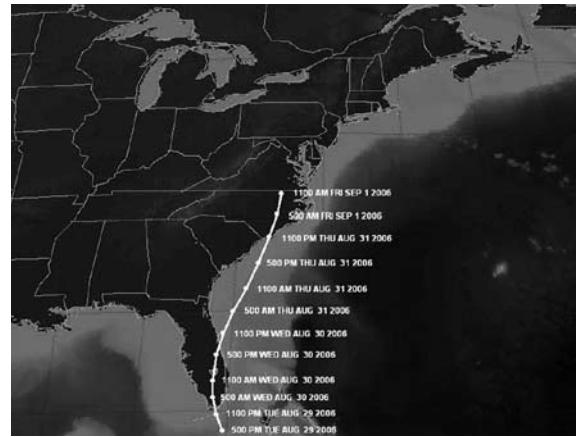 1100 AM FRI SEP 1 2006
500 AM FRI SEP 1 2006
1100 PM THU AUG 31 2006
500 PM THU AUG 31 2006
1100 AM THU AUG 31 2006
500 AM THU AUG 31 2006
1100 PM WED AUG 30 2006
500 PM WED AUG 30 2006
1100 AM WED AUG 30 2006
500 AM WED AUG 30 2006
1100 PM TUE AUG 29 2006
500 PM TUE AUG 29 2006